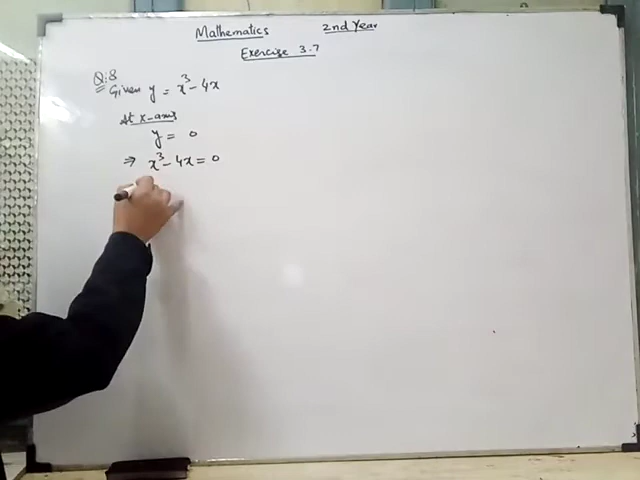 Mathematics 2nd Year
Exercise 3.7
Q:8
Given y = x³ - 4x
At x-axis
y = 0
⇒ x³ - 4x = 0